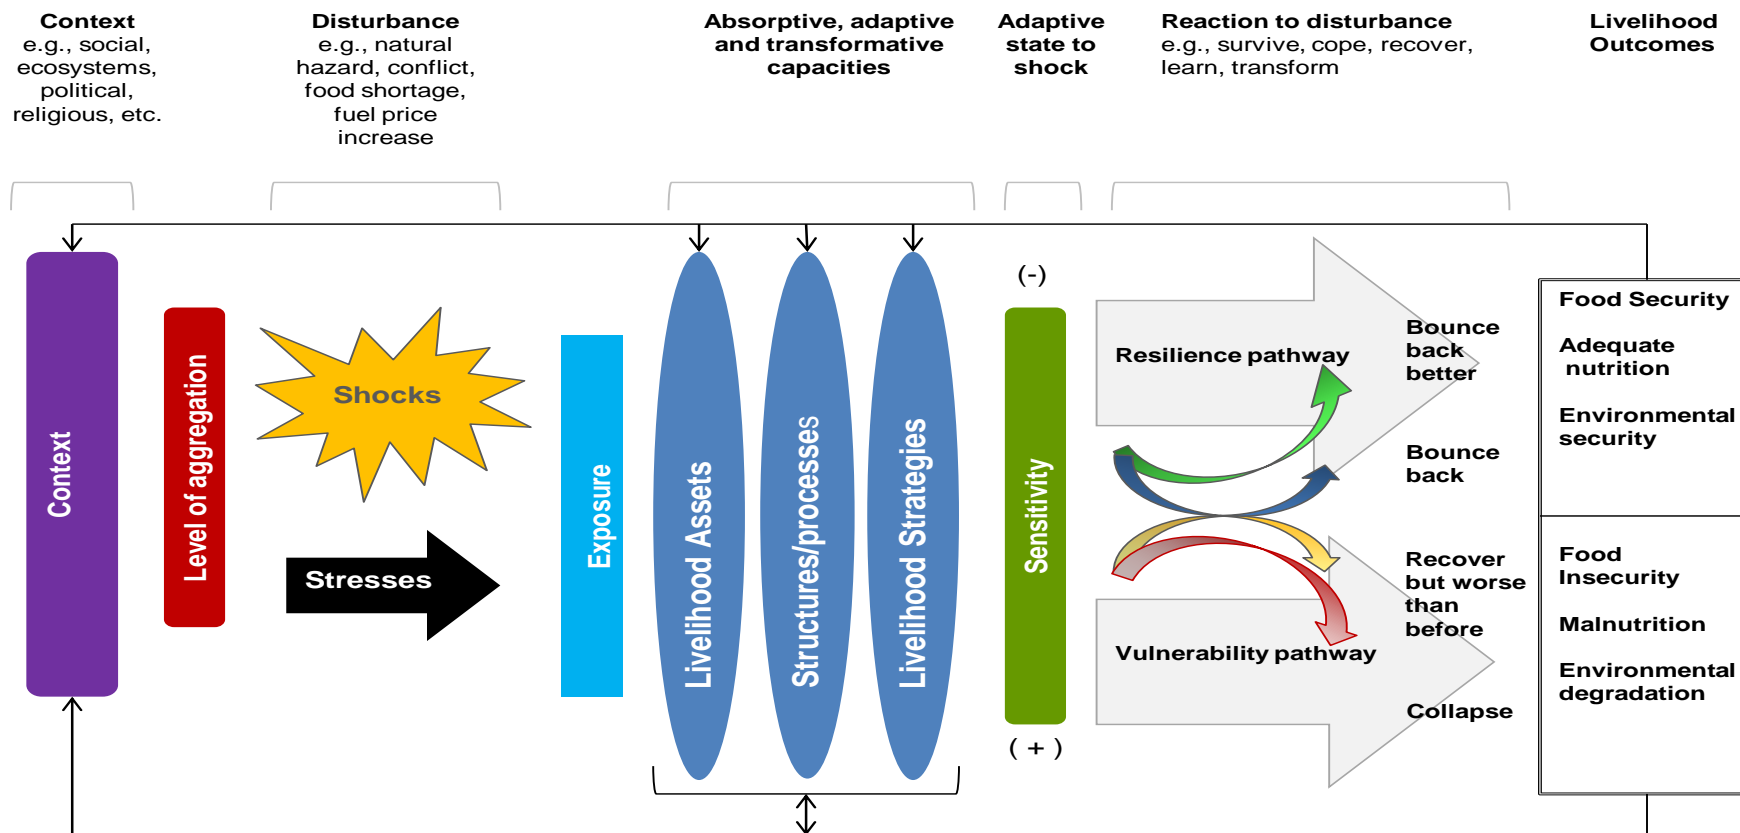 Context
e.g., social,
ecosystems,
political,
religious, etc.
Disturbance
e.g., natural
hazard, conflict,
food shortage,
fuel price
increase
Absorptive, adaptive
and transformative
capacities
Adaptive
state to
shock
Reaction to disturbance
e.g., survive, cope, recover,
learn, transform
Livelihood
Outcomes
Context
Level of aggregation
Shocks
Stresses
Exposure
Livelihood Assets
Structures/processes
Livelihood Strategies
(-)
Sensitivity
( + )
Resilience pathway
Bounce
back
better
Bounce
back
Recover
but worse
than
before
Vulnerability pathway
Collapse
Food Security
Adequate
nutrition
Environmental
security
Food
Insecurity
Malnutrition
Environmental
degradation